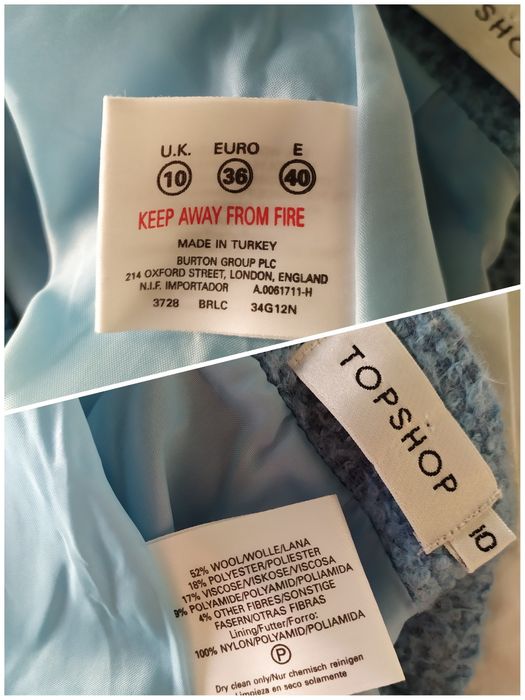 SHO
U.K. EURO E
10 36 40
KEEP AWAY FROM FIRE
MADE IN TURKEY
BURTON GROUP PLC
214 OXFORD STREET, LONDON, ENGLAND
N.I.F. IMPORTADOR A.0061711-H
3728 BRLC 34G12N
TOPSHOP
10
52% WOOL/WOLLE/LANA
18% POLYESTER/POLIESTER
17% VISCOSE/VISKOSE/VISCOSA
9% POLYAMIDE/POLYAMID/POLIAMIDA
4% OTHER FIBRES/SONSTIGE
FASERN/OTRAS FIBRAS
Lining/Futter/Forro:
100% NYLON/POLYAMID/POLIAMIDA
P
Dry clean only/Nur chemisch reinigen
Limpieza en seco solamente